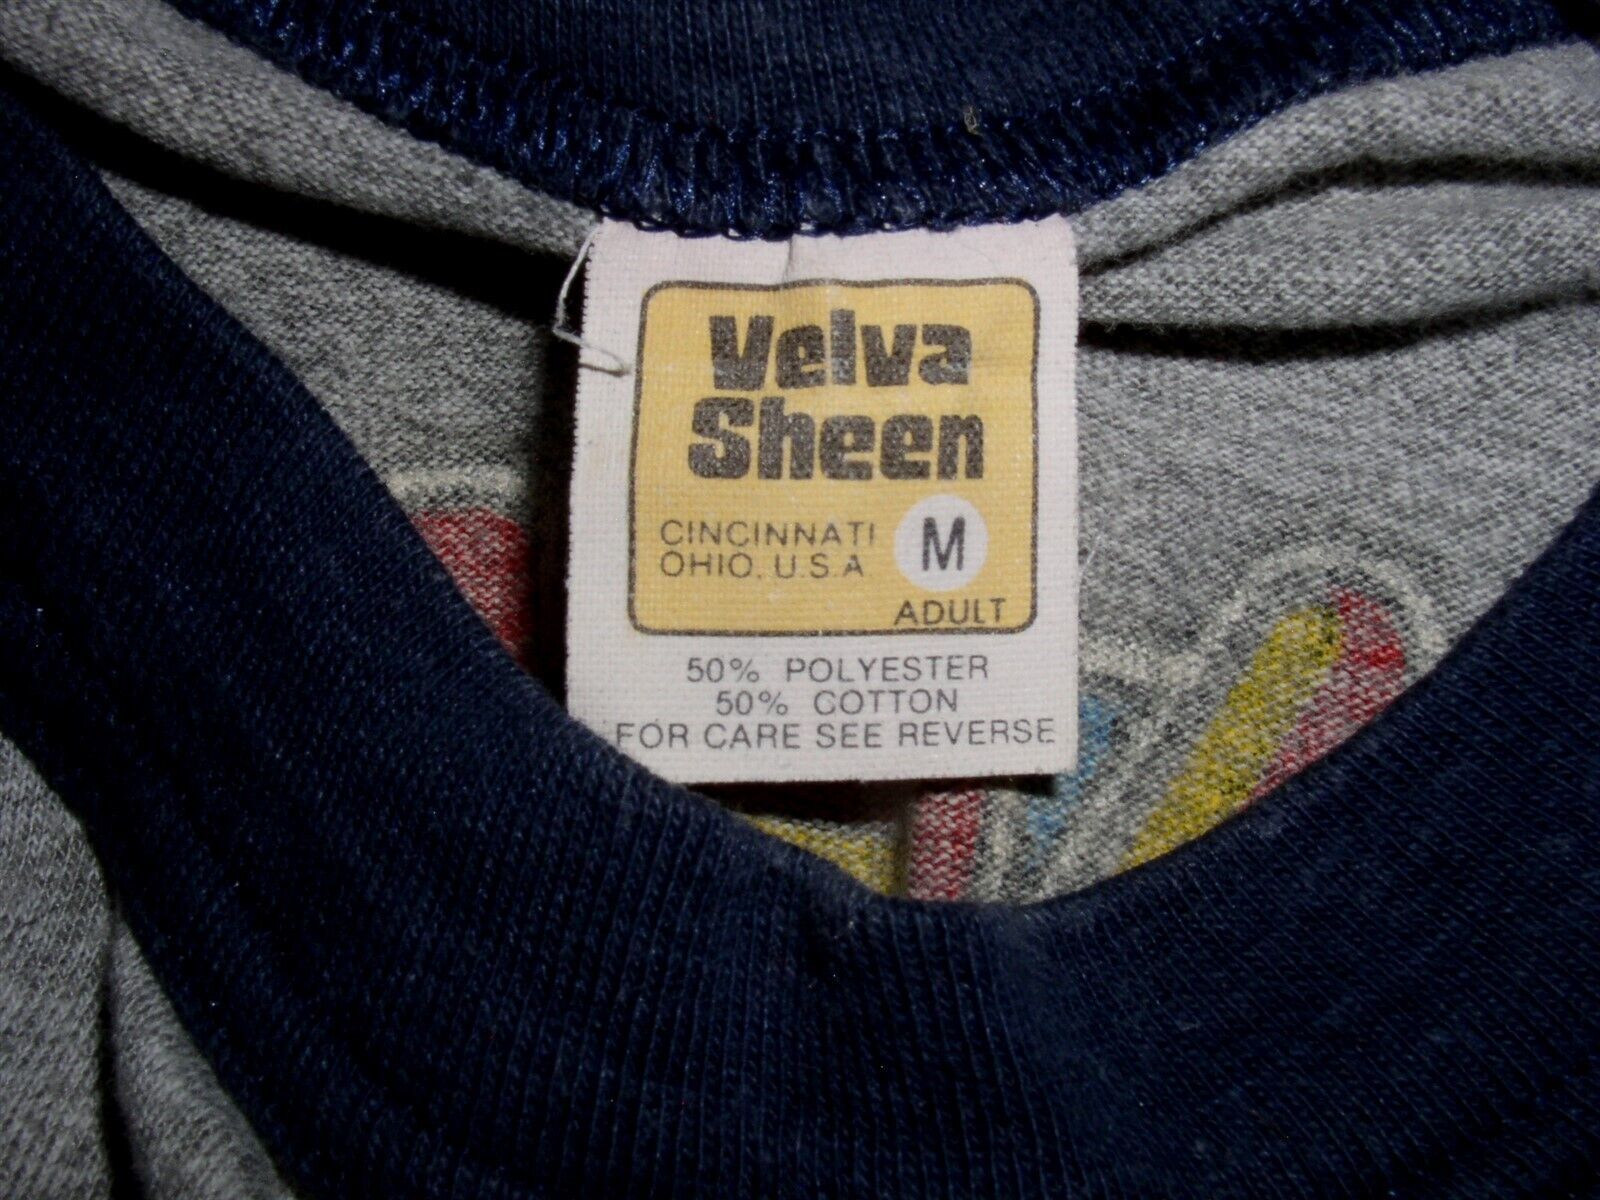 Velva
Sheen
CINCINNATI
OHIO, U.S.A
M
ADULT
50% POLYESTER
50% COTTON
FOR CARE SEE REVERSE